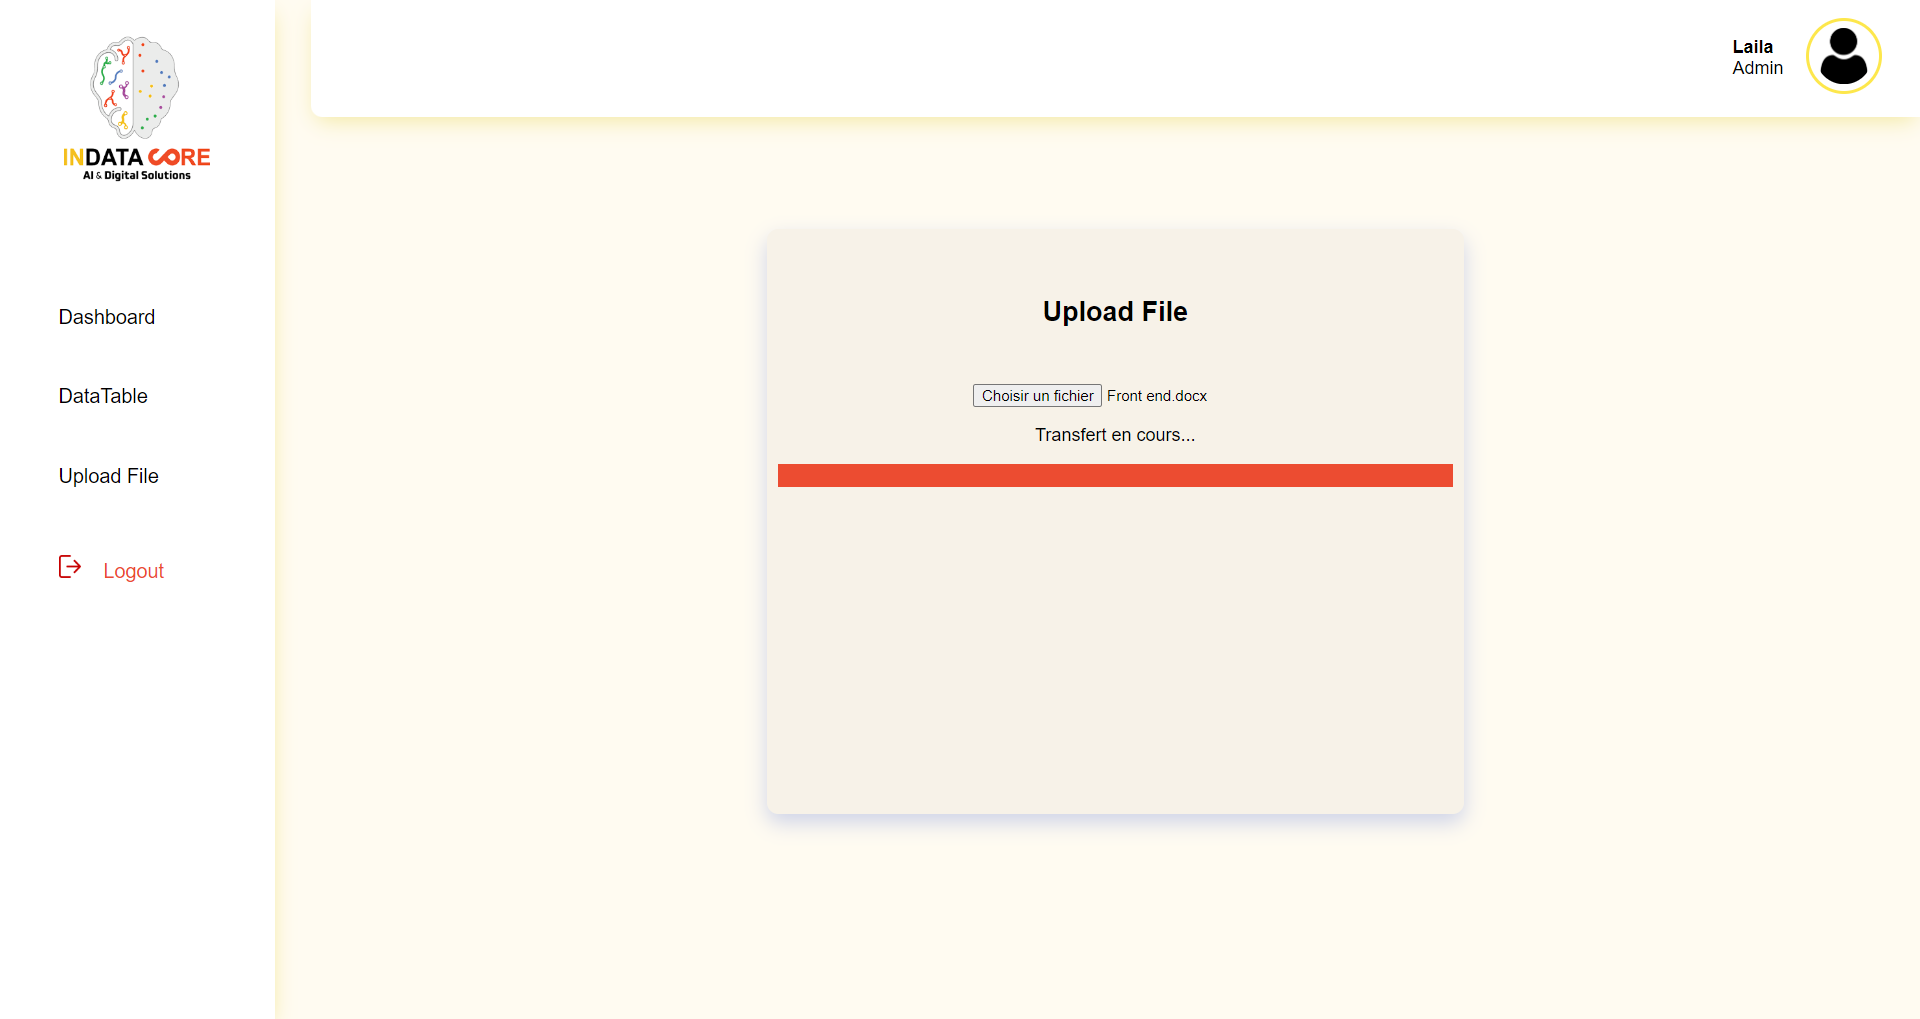 INDATA CORE
AI & Digital Solutions
Laila
Admin
Dashboard
DataTable
Upload File
Logout
Upload File
Choisir un fichier Front end.docx
Transfert en cours...